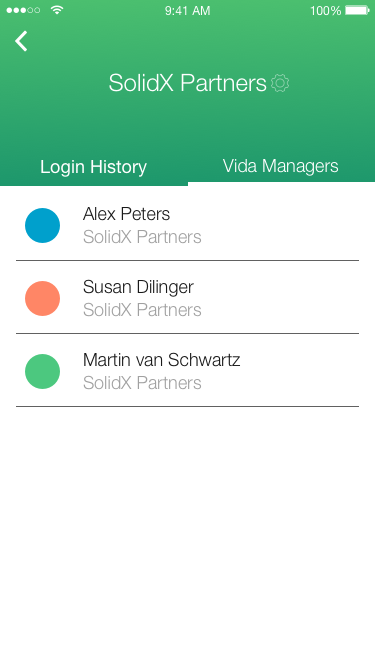 9:41 AM 100%
SolidX Partners
Login History Vida Managers
Alex Peters
SolidX Partners
Susan Dilinger
SolidX Partners
Martin van Schwartz
SolidX Partners